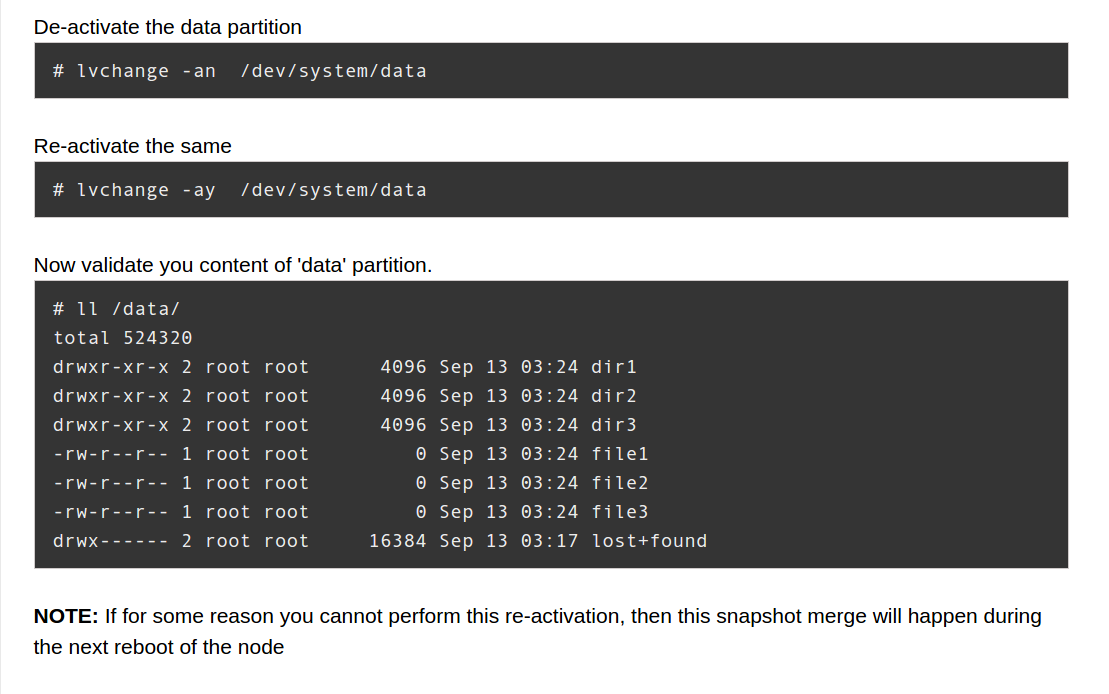 De-activate the data partition
# lvchange -an  /dev/system/data
Re-activate the same
# lvchange -ay  /dev/system/data
Now validate you content of 'data' partition.
# ll /data/
total 524320
drwxr-xr-x 2 root root      4096 Sep 13 03:24 dir1
drwxr-xr-x 2 root root      4096 Sep 13 03:24 dir2
drwxr-xr-x 2 root root      4096 Sep 13 03:24 dir3
-rw-r--r-- 1 root root         0 Sep 13 03:24 file1
-rw-r--r-- 1 root root         0 Sep 13 03:24 file2
-rw-r--r-- 1 root root         0 Sep 13 03:24 file3
drwx------ 2 root root     16384 Sep 13 03:17 lost+found
NOTE: If for some reason you cannot perform this re-activation, then this snapshot merge will happen during
the next reboot of the node